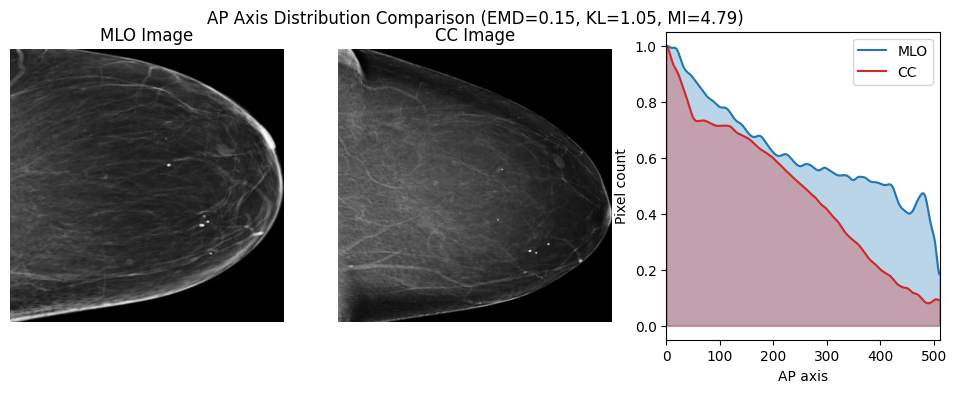 AP Axis Distribution Comparison (EMD=0.15, KL=1.05, MI=4.79)
MLO Image
CC Image
MLO
CC
1.0
0.8
0.6
0.4
0.2
0.0
Pixel count
0
100
200
300
400
500
AP axis